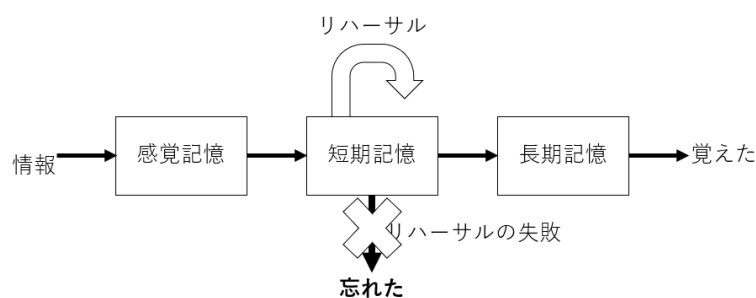 リハーサル
情報
感覚記憶
短期記憶
長期記憶
覚えた
リハーサルの失敗
忘れた